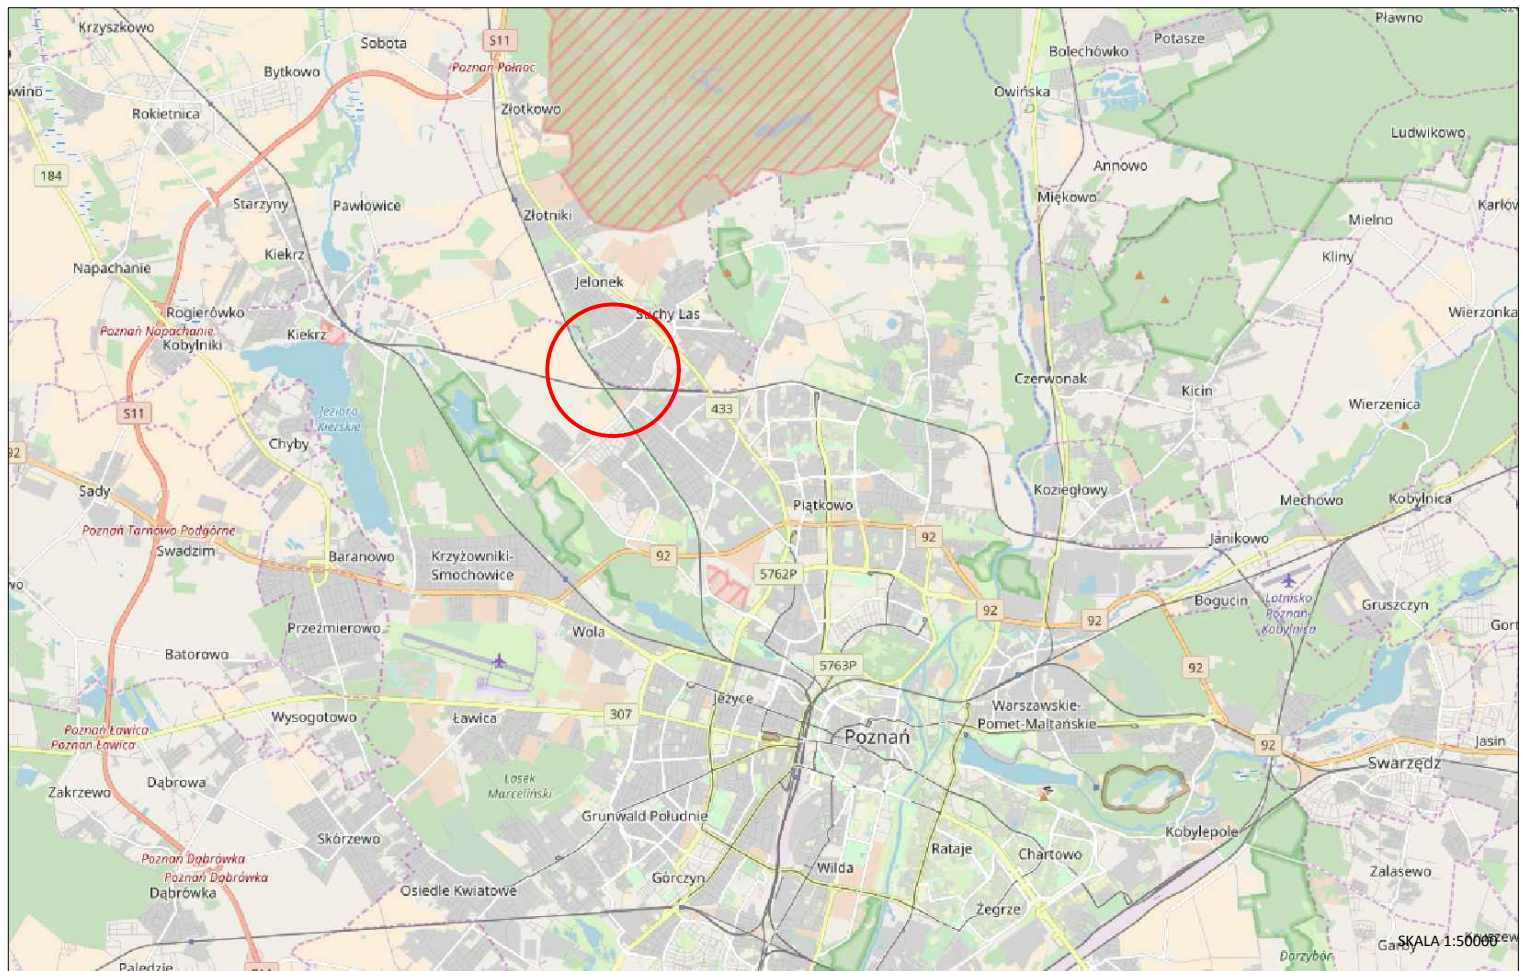 Krzyszkowo
Sobota
S11
Poznań Północ
Bytkowo
Rokietnica
Złotkowo
Pławno
Potasze
Bolechówko
Owińska
Ludwikowo
Annowo
184
Starzyny
Pawłowice
Złotniki
Miękowo
Mielno
Kiekrz
Napachanie
Jelonek
Kliny
Rogierówko
Suchy Las
Wierzonka
Poznań Napachanie
Kiekrz
Kobylniki
Czerwonak
Kicin
S11
Jezioro
Kierskie
433
Wierzenica
Chyby
92
Sady
Koziegłowy
Mechowo
Kobylnica
Piątkowo
Poznań Tarnowo Podgórne
Swadzim
Baranowo
Krzyżowniki-
Smochowice
92
92
Janikowo
5762P
Lotnisko
Poznań-
Kobylnica
Bogucin
Gruszczyn
92
92
Przeźmierowo
Wola
Batorowo
5763P
92
Jeżyce
Warszawskie-
Pomet-Maltańskie
Wysogotowo
Ławica
307
Poznań Ławica
Poznań Ławica
Poznań
92
Jasin
Swarzędz
Dąbrowa
Zakrzewo
Lasek
Marceliński
Grunwald Południe
Skórzewo
Kobylepole
Rataje
Chartowo
Poznań Dąbrówka
Poznań Dąbrówka
Dąbrówka
Osiedle Kwiatowe
Górczyn
Wilda
Zalasewo
Żegrze
SKALA 1:50000
Darzybór
Palędzie